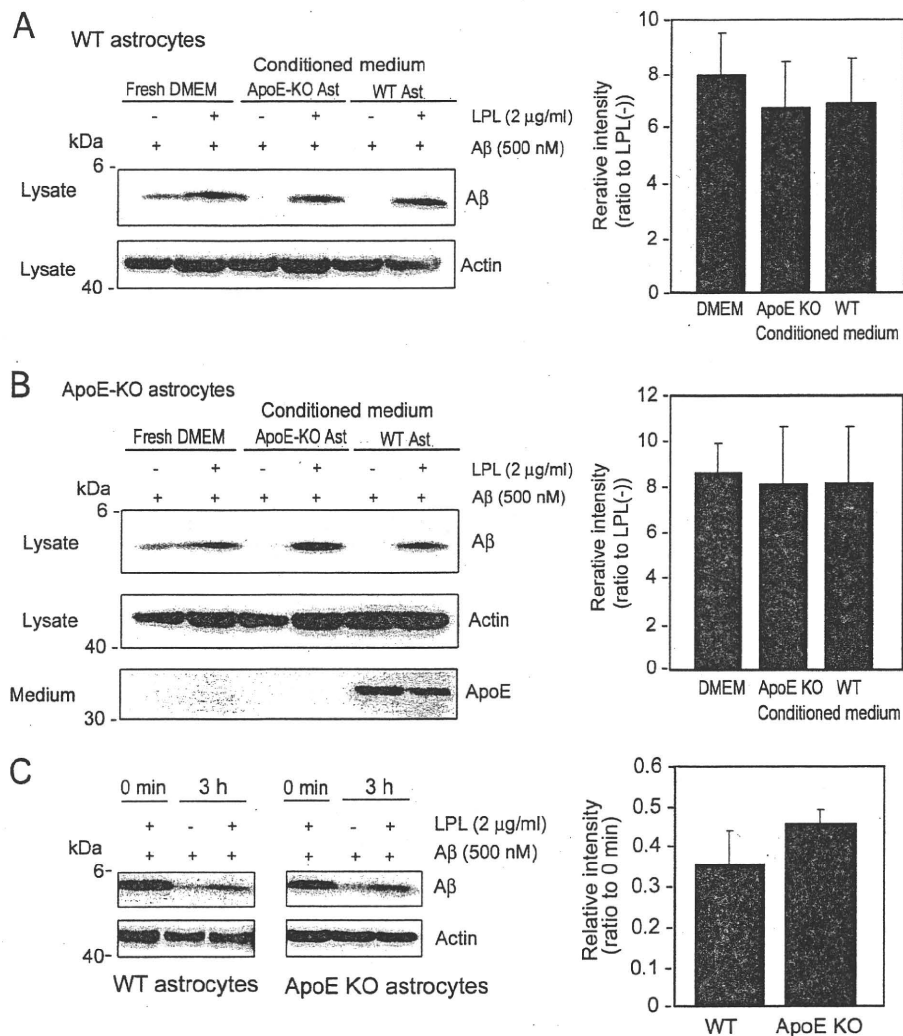 A
WT astrocytes
Conditioned medium
Fresh DMEM ApoE-KO Ast WT Ast
- + - + - + LPL (2 µg/ml)
kDa + + + + + + Aβ (500 nM)
6 -
Lysate Aβ
Lysate Actin
40 -
Rerative intensity
(ratio to LPL(-))
10
8
6
4
2
0
DMEM ApoE KO WT
Conditioned medium
B
ApoE-KO astrocytes
Conditioned medium
Fresh DMEM ApoE-KO Ast WT Ast
- + - + - + LPL (2 µg/ml)
kDa + + + + + + Aβ (500 nM)
6 -
Lysate Aβ
Lysate Actin
40 -
Medium ApoE
30 -
Rerative intensity
(ratio to LPL(-))
12
10
8
6
4
2
0
DMEM ApoE KO WT
Conditioned medium
C
0 min 3 h 0 min 3 h
+ - + + - + LPL (2 µg/ml)
kDa + + + + + + Aβ (500 nM)
6-
Aβ
Actin
40-
WT astrocytes ApoE KO astrocytes
Relative intensity
(ratio to 0 min)
0.6
0.5
0.4
0.3
0.2
0.1
0
WT ApoE KO